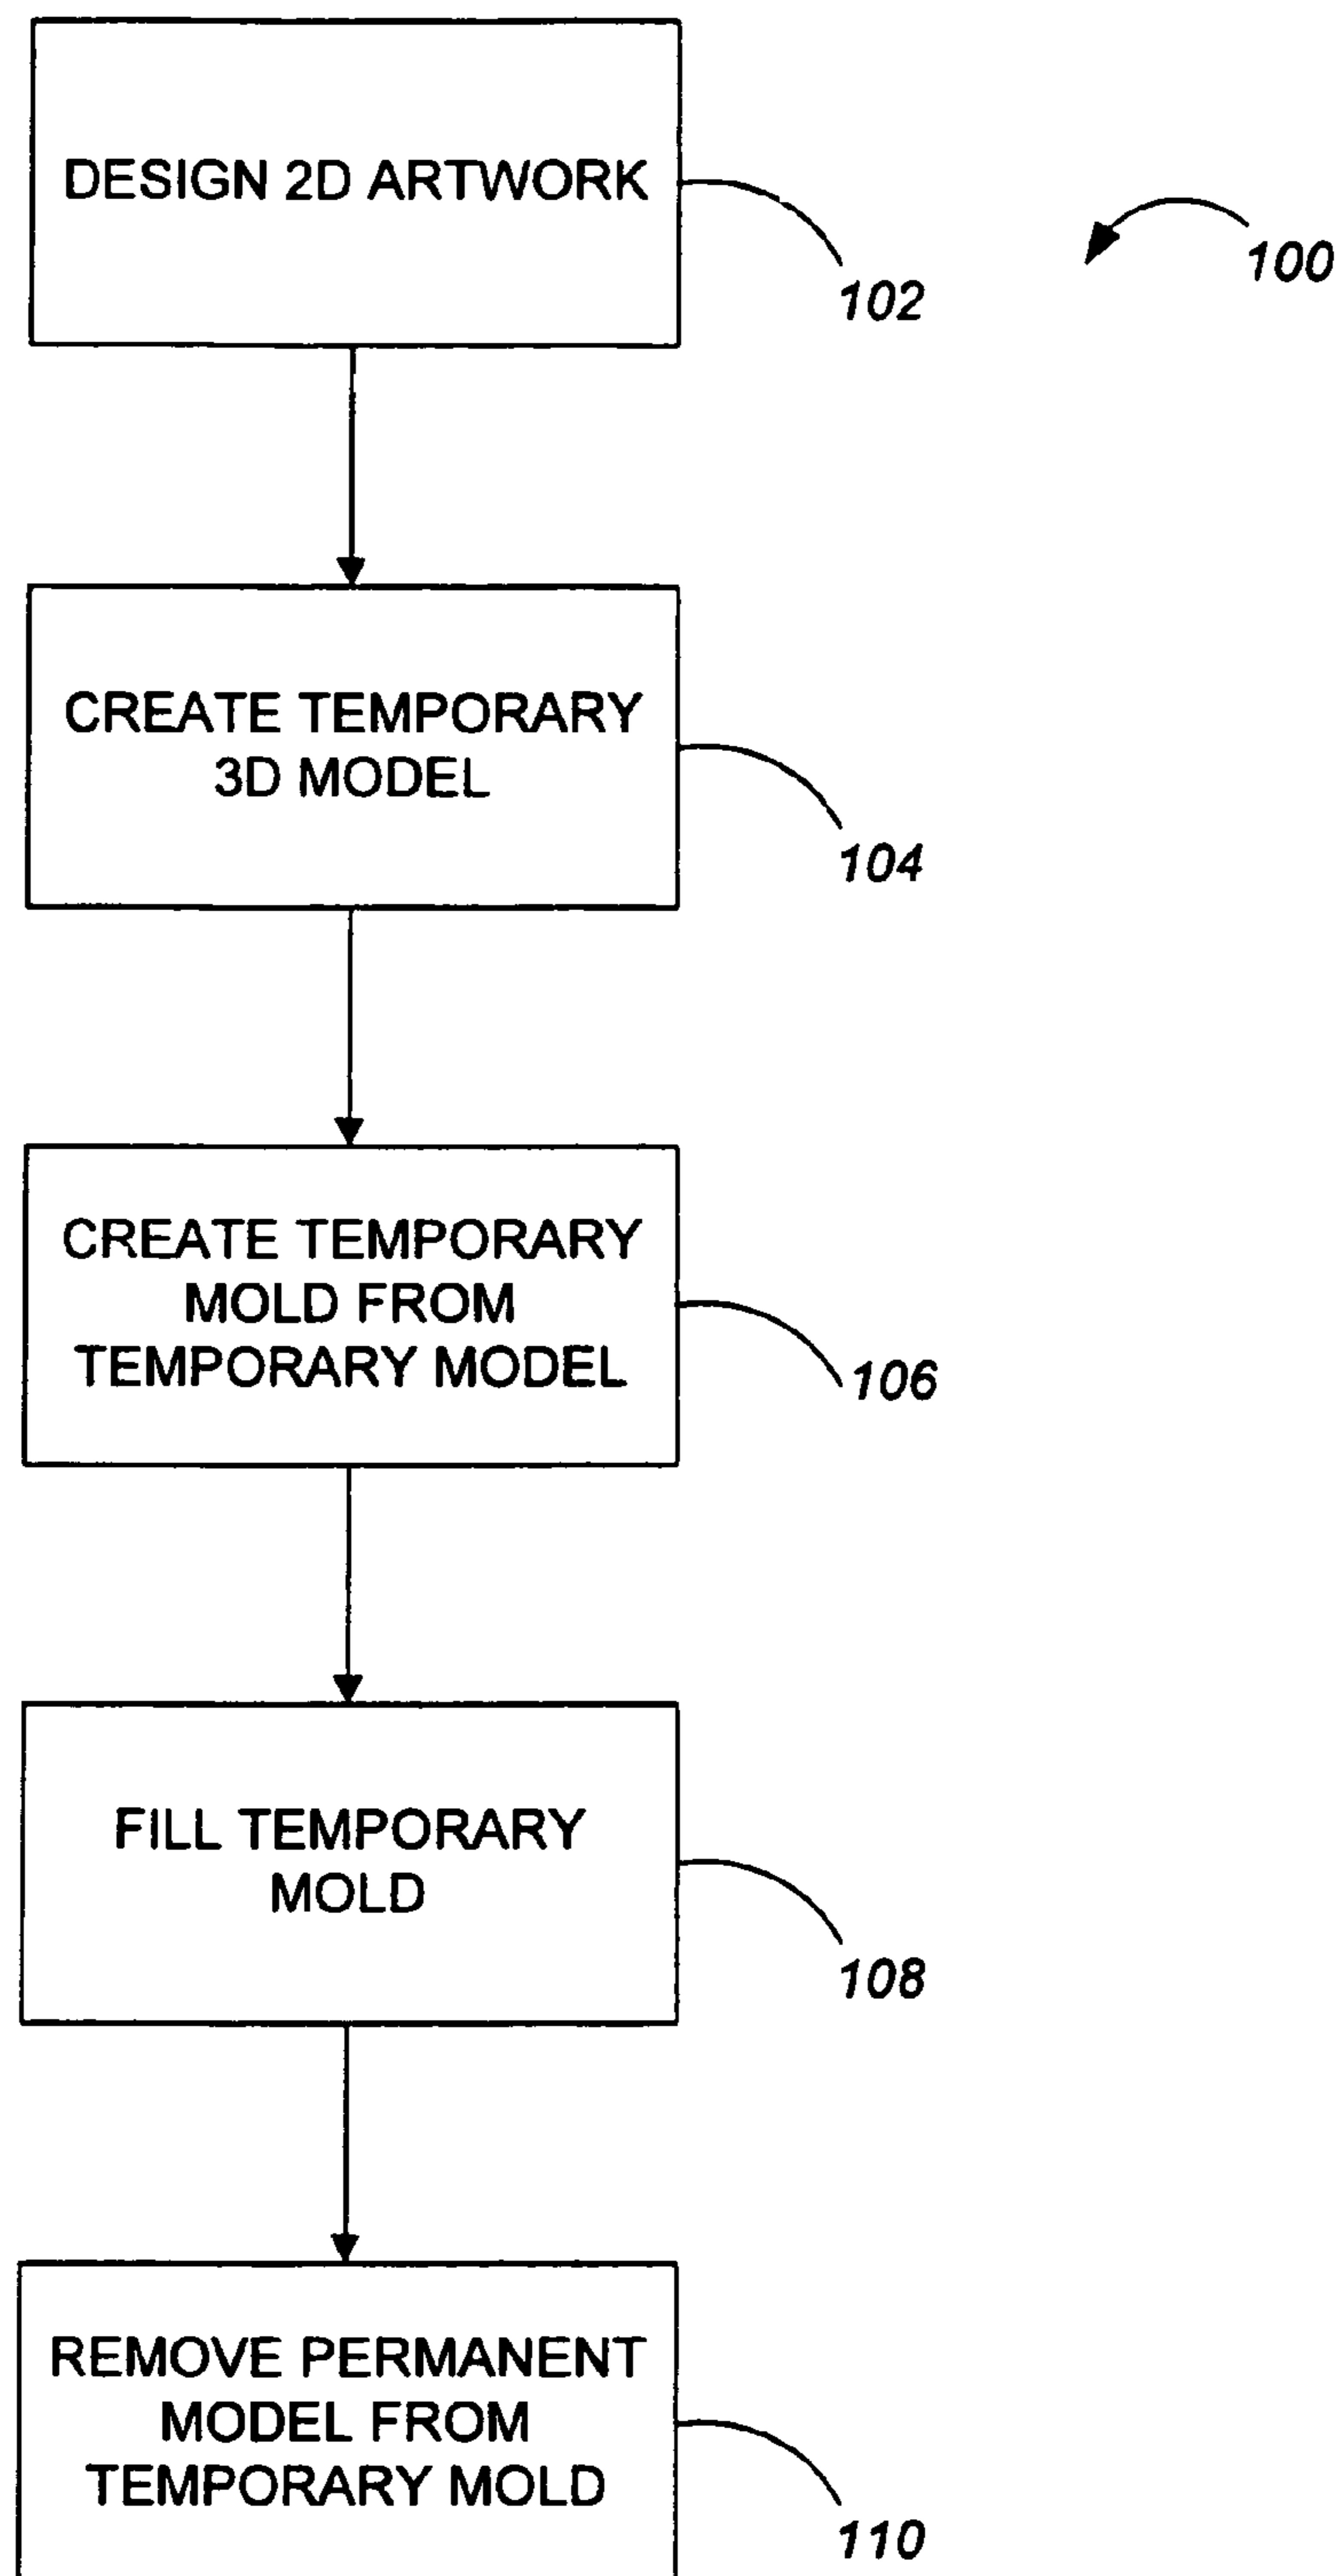 DESIGN 2D ARTWORK
102
100
CREATE TEMPORARY
3D MODEL
104
CREATE TEMPORARY
MOLD FROM
TEMPORARY MODEL
106
FILL TEMPORARY
MOLD
108
REMOVE PERMANENT
MODEL FROM
TEMPORARY MOLD
110